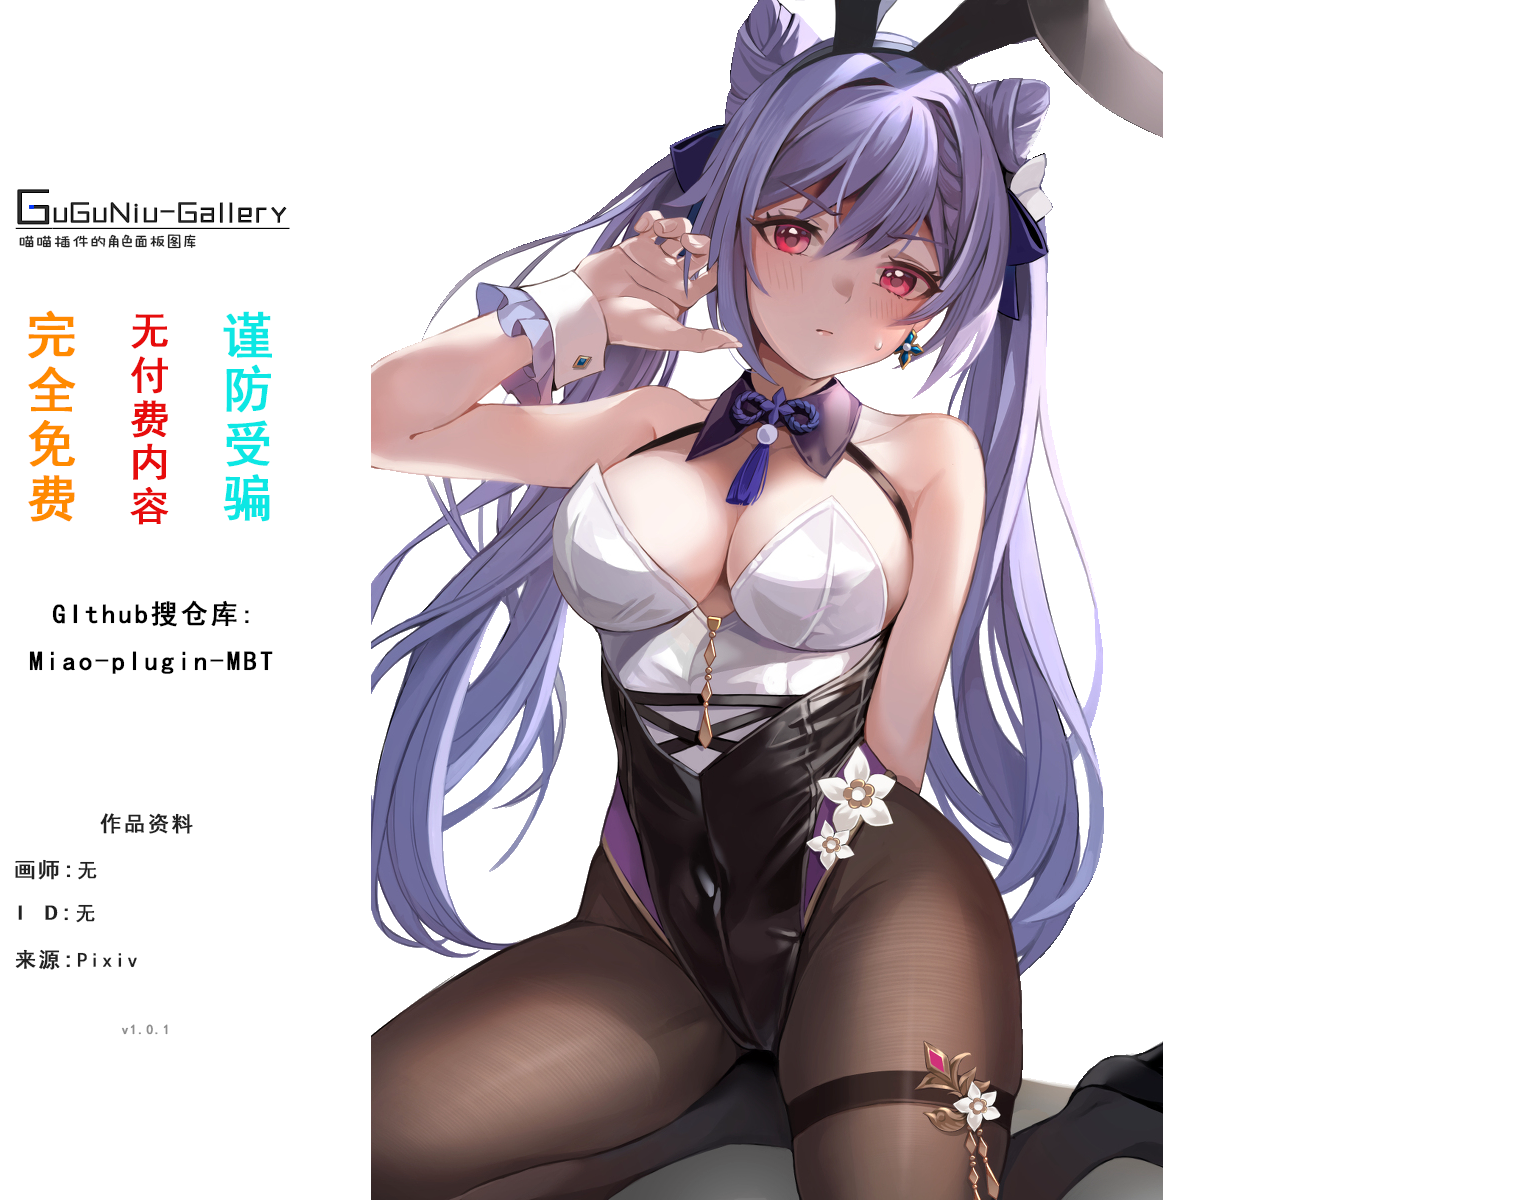 GuGuNiu-Gallery
喵喵插件的角色面板图库
完全免费
无付费内容
谨防受骗
GIthub搜仓库:
Miao-plugin-MBT
作品资料
画师:无
I D:无
来源:Pixiv
v1.0.1